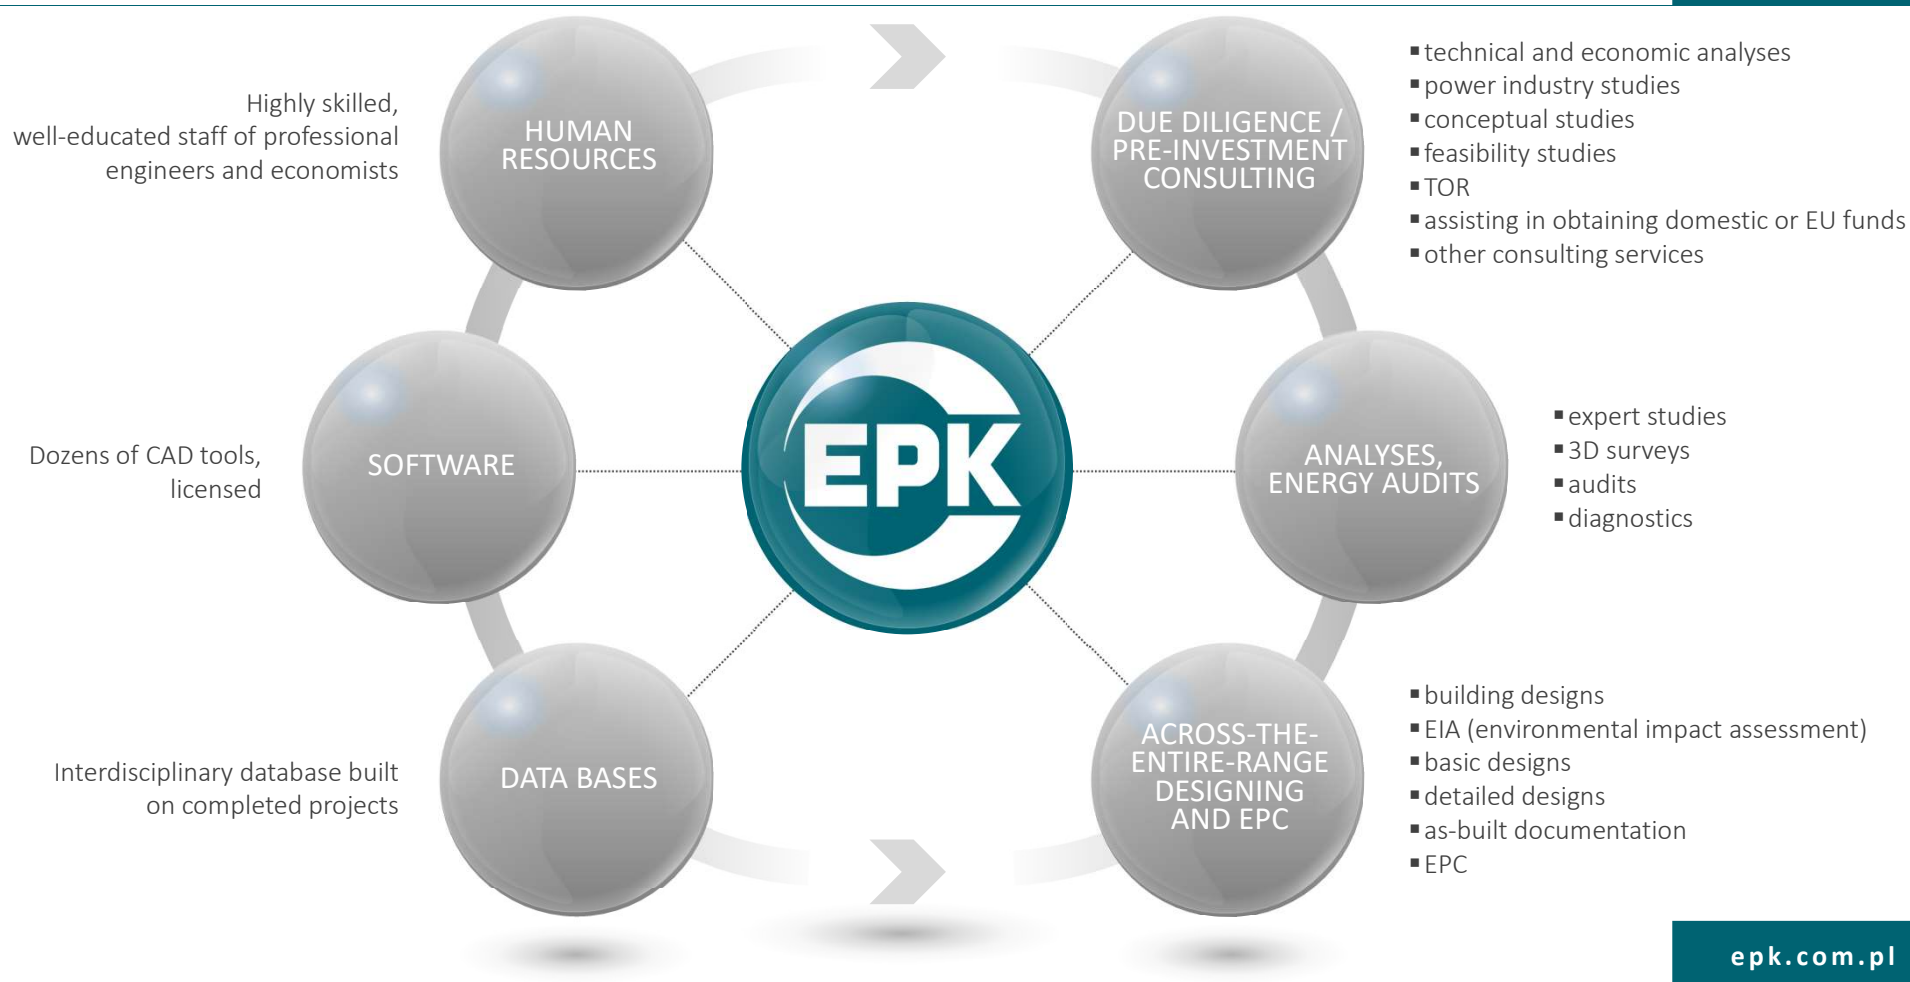 Highly skilled,
well-educated staff of professional
engineers and economists
HUMAN
RESOURCES
DUE DILIGENCE /
PRE-INVESTMENT
CONSULTING
▪technical and economic analyses
▪power industry studies
▪conceptual studies
▪feasibility studies
▪TOR
▪assisting in obtaining domestic or EU funds
▪other consulting services
Dozens of CAD tools,
licensed
SOFTWARE
EPK
ANALYSES,
ENERGY AUDITS
▪expert studies
▪3D surveys
▪audits
▪diagnostics
Interdisciplinary database built
on completed projects
DATA BASES
ACROSS-THE-
ENTIRE-RANGE
DESIGNING
AND EPC
▪building designs
▪EIA (environmental impact assessment)
▪basic designs
▪detailed designs
▪as-built documentation
▪EPC
epk.com.pl